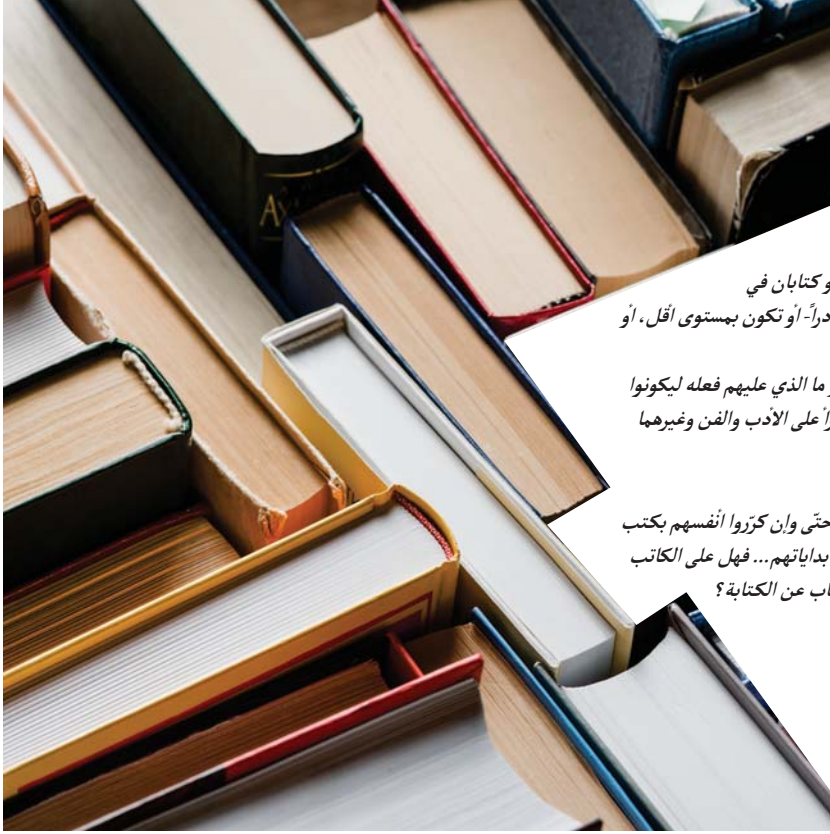 و كتابان في
دراً- أو تكون بمستوى أقل، أو
ما الذي عليهم فعله ليكونوا
راً على الأدب والفن وغيرهما
حتّى وإن كرّروا أنفسهم بكتب
بداياتهم... فهل على الكاتب
اب عن الكتابة؟